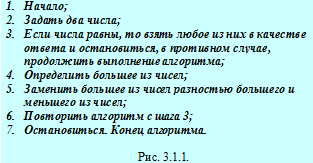 1. Начало;
2. Задать два числа;
3. Если числа равны, то взять любое из них в качестве
ответа и остановиться, в противном случае,
продолжить выполнение алгоритма;
4. Определить большее из чисел;
5. Заменить большее из чисел разностью большего и
меньшего из чисел;
6. Повторить алгоритм с шага 3;
7. Остановиться. Конец алгоритма.
Рис. 3.1.1.